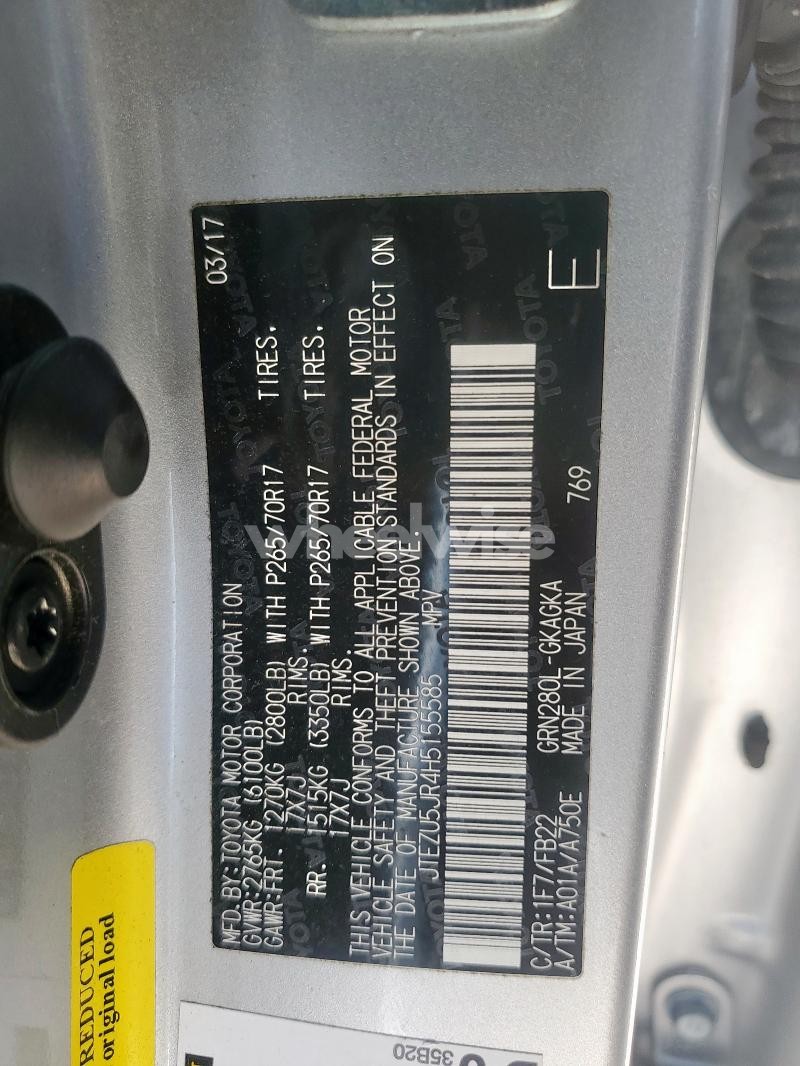 MFD.BY:TOYOTA MOTOR CORPORATION 03/17
GVWR:2765KG (6100LB)
GAWR:FRT. 1270KG (2800LB) WITH P265/70R17 TIRES.
17X7J RIMS.
RR. 1515KG (3350LB) WITH P265/70R17 TIRES.
17X7J RIMS.
THIS VEHICLE CONFORMS TO ALL APPLICABLE FEDERAL MOTOR
VEHICLE SAFETY AND THEFT PREVENTION STANDARDS IN EFFECT ON
THE DATE OF MANUFACTURE SHOWN ABOVE.
JTEZU5JR4H5155585 MPV
C/TR:1F7/FB22 GRN280L-GKAGKA 769
A/TM:A01A/A750E MADE IN JAPAN
E
wheelwise
REDUCED
original load
35B20